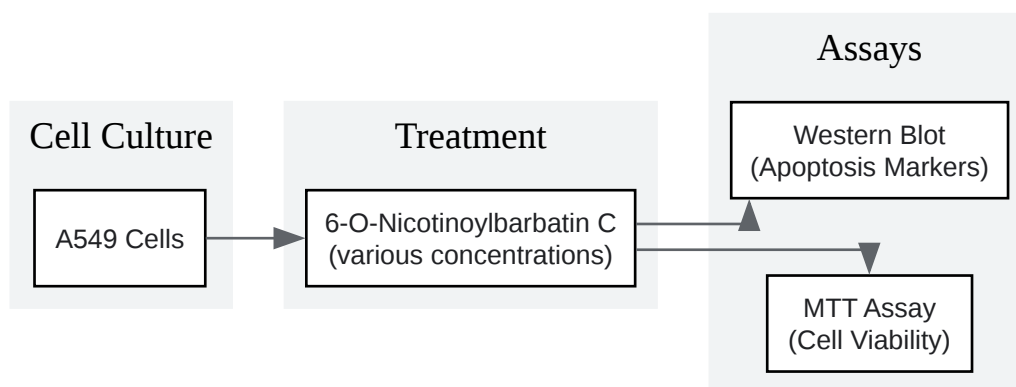 Cell Culture
A549 Cells
Treatment
6-O-Nicotinoylbarbatin C
(various concentrations)
Assays
Western Blot
(Apoptosis Markers)
MTT Assay
(Cell Viability)